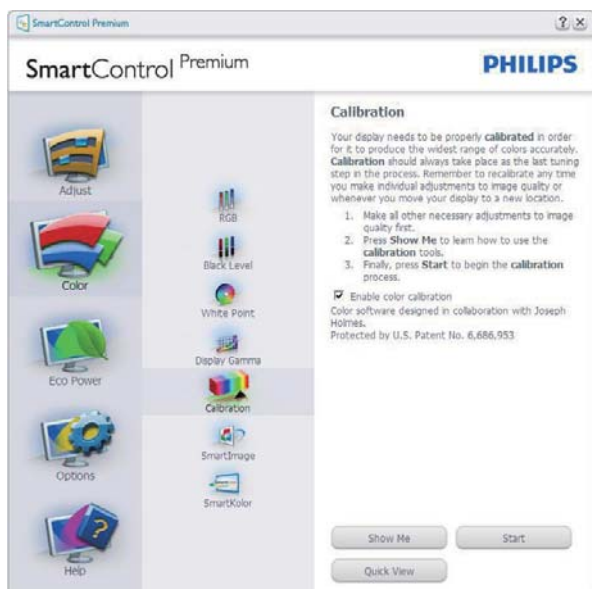 SmartControl Premium
SmartControl Premium
PHILIPS
Adjust
Color
Eco Power
Options
Help
RGB
Black Level
White Point
Display Gamma
Calibration
SmartImage
SmartKolor
Calibration
Your display needs to be properly calibrated in order
for it to produce the widest range of colors accurately.
Calibration should always take place as the last tuning
step in the process. Remember to recalibrate any time
you make individual adjustments to image quality or
whenever you move your display to a new location.
1. Make all other necessary adjustments to image
quality first.
2. Press Show Me to learn how to use the
calibration tools.
3. Finally, press Start to begin the calibration
process.
Enable color calibration
Color software designed in collaboration with Joseph
Holmes.
Protected by U.S. Patent No. 6,686,953
Show Me
Start
Quick View